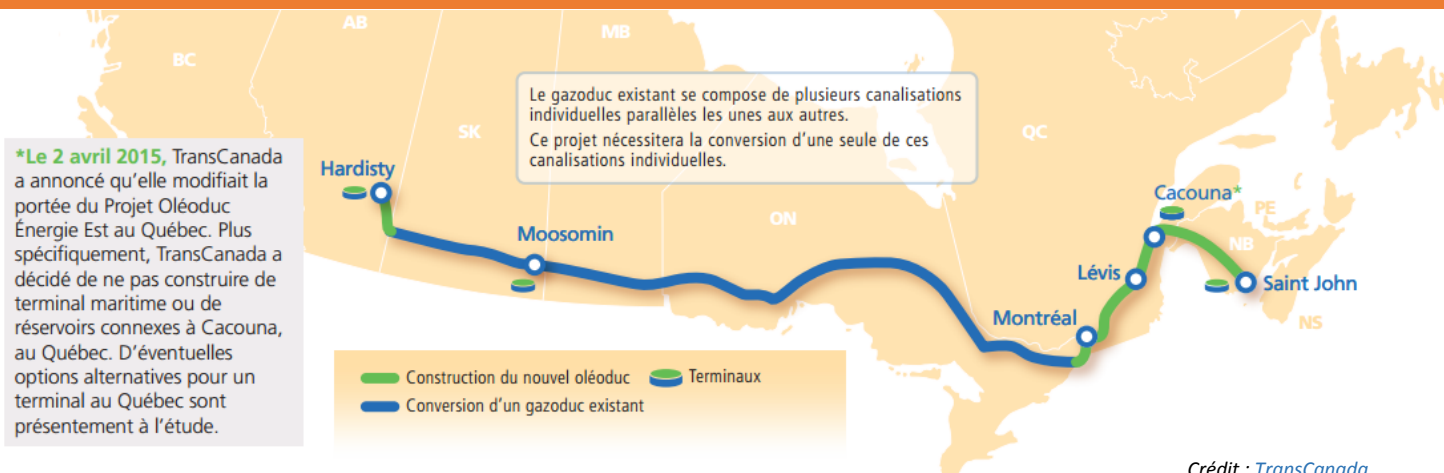 BC
AB
SK
MB
ON
QC
PE
NB
NS
*Le 2 avril 2015, TransCanada
a annoncé qu'elle modifiait la
portée du Projet Oléoduc
Énergie Est au Québec. Plus
spécifiquement, TransCanada a
décidé de ne pas construire de
terminal maritime ou de
réservoirs connexes à Cacouna,
au Québec. D'éventuelles
options alternatives pour un
terminal au Québec sont
présentement à l'étude.
Le gazoduc existant se compose de plusieurs canalisations
individuelles parallèles les unes aux autres.
Ce projet nécessitera la conversion d'une seule de ces
canalisations individuelles.
Hardisty
Moosomin
Montréal
Lévis
Cacouna*
Saint John
Construction du nouvel oléoduc
Terminaux
Conversion d'un gazoduc existant
Crédit : TransCanada